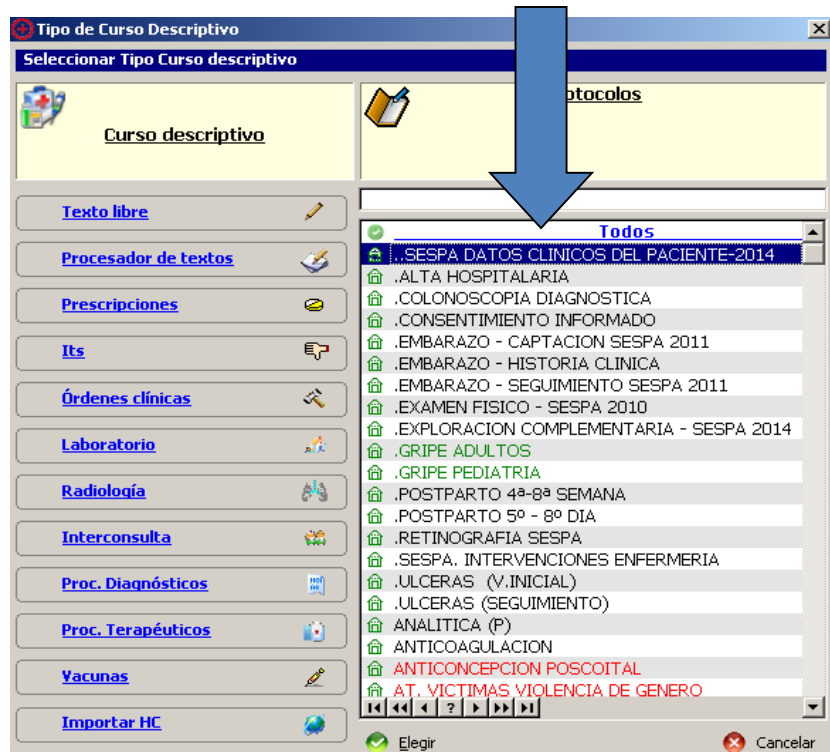 Tipo de Curso Descriptivo
Seleccionar Tipo Curso descriptivo
Curso descriptivo
otocolos
Texto libre
Procesador de textos
Prescripciones
Its
Órdenes clínicas
Laboratorio
Radiología
Interconsulta
Proc. Diagnósticos
Proc. Terapéuticos
Vacunas
Importar HC
Todos
..SESPA DATOS CLINICOS DEL PACIENTE-2014
.ALTA HOSPITALARIA
.COLONOSCOPIA DIAGNOSTICA
.CONSENTIMIENTO INFORMADO
.EMBARAZO - CAPTACION SESPA 2011
.EMBARAZO - HISTORIA CLINICA
.EMBARAZO - SEGUIMIENTO SESPA 2011
.EXAMEN FISICO - SESPA 2010
.EXPLORACION COMPLEMENTARIA - SESPA 2014
.GRIPE ADULTOS
.GRIPE PEDIATRIA
.POSTPARTO 4ª-8ª SEMANA
.POSTPARTO 5º - 8º DIA
.RETINOGRAFIA SESPA
.SESPA. INTERVENCIONES ENFERMERIA
.ULCERAS (V.INICIAL)
.ULCERAS (SEGUIMIENTO)
ANALITICA (P)
ANTICOAGULACION
ANTICONCEPCION POSCOITAL
AT. VICTIMAS VIOLENCIA DE GENERO
?
Elegir
Cancelar